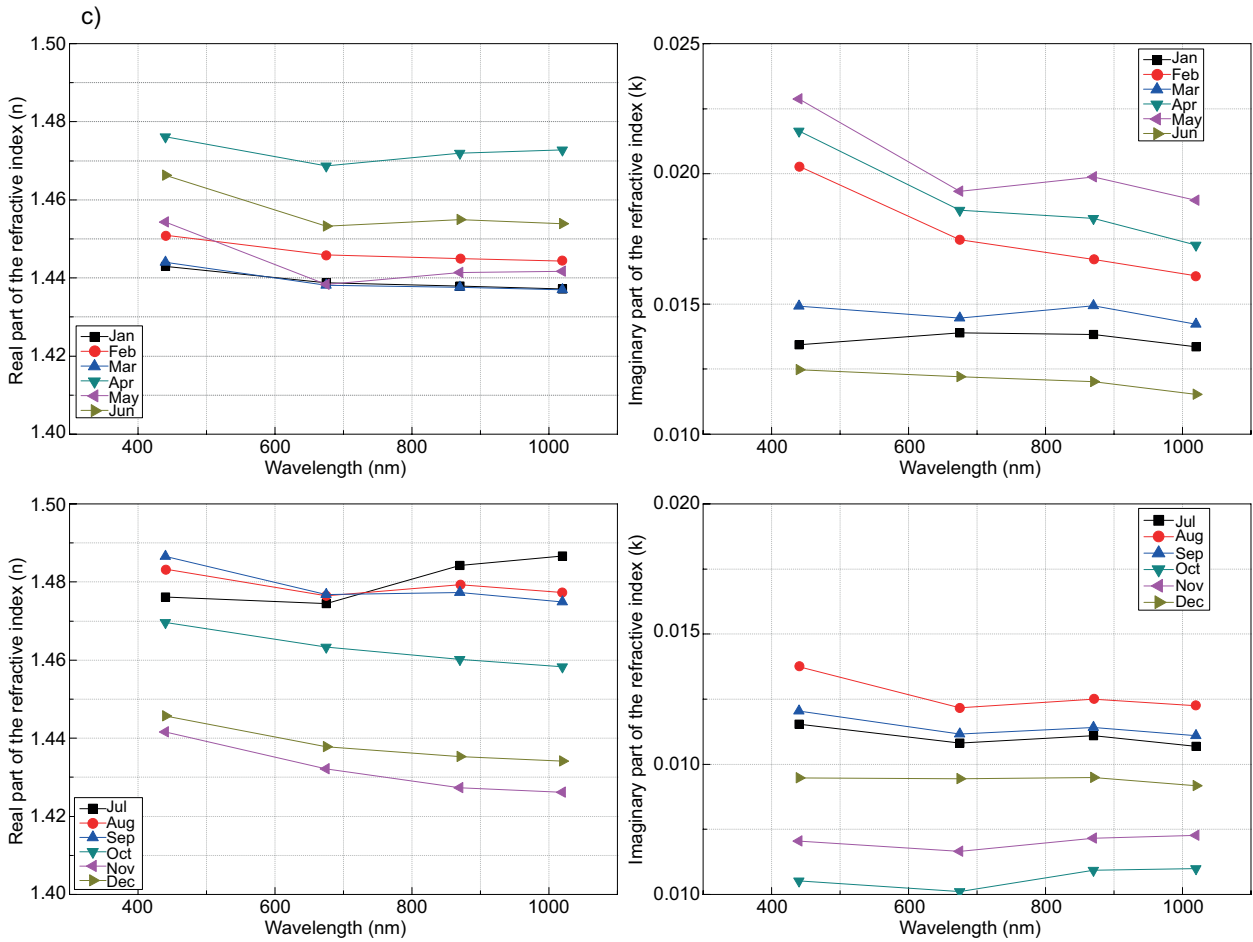 c)
Real part of the refractive index (n)
1.50
1.48
1.46
1.44
1.42
1.40
Jan
Feb
Mar
Apr
May
Jun
400 600 800 1000
Wavelength (nm)
Imaginary part of the refractive index (k)
0.025
0.020
0.015
0.010
Jan
Feb
Mar
Apr
May
Jun
400 600 800 1000
Wavelength (nm)
Real part of the refractive index (n)
1.50
1.48
1.46
1.44
1.42
1.40
Jul
Aug
Sep
Oct
Nov
Dec
400 600 800 1000
Wavelength (nm)
Imaginary part of the refractive index (k)
0.020
0.015
0.010
0.010
Jul
Aug
Sep
Oct
Nov
Dec
400 600 800 1000
Wavelength (nm)